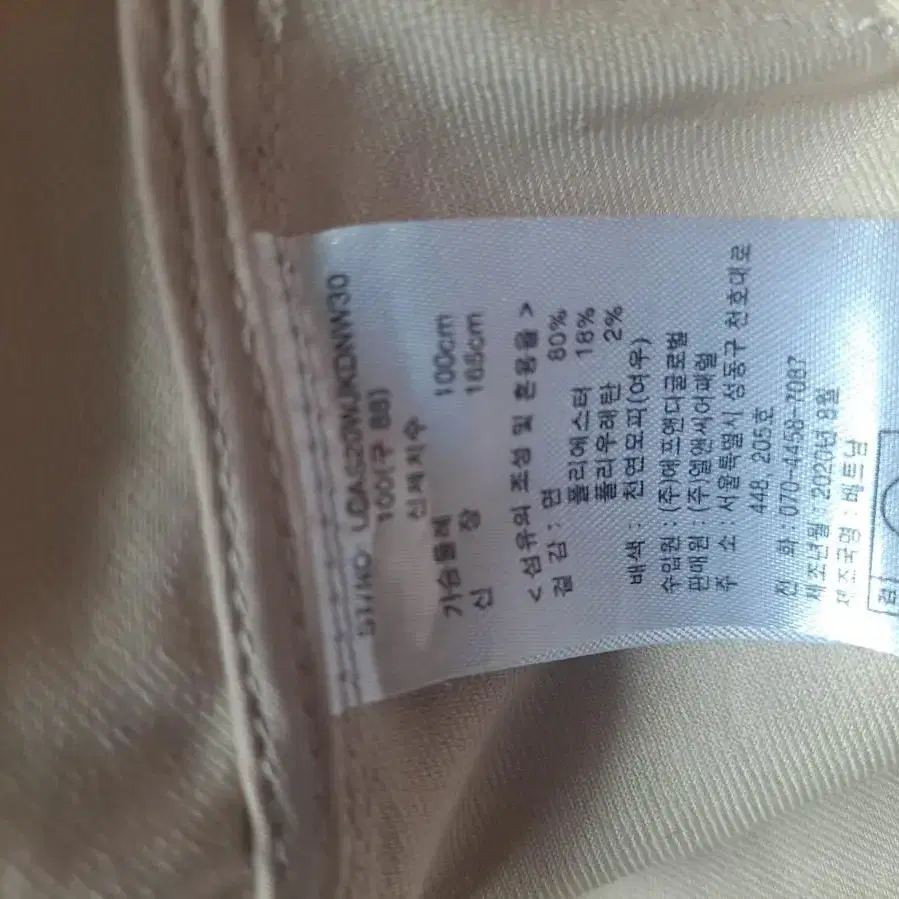 ST/NO
100(구 88)
신체치수
가슴둘레 100cm
신 장 165cm
< 섬유의 조성 및 혼용율 >
겉 감 : 면 80%
폴리에스터 18%
폴리우레탄 2%
배색 : 천연모피(여우)
수입원 : (주)에프앤디글로벌
판매원 : (주)엘앤씨어패럴
주 소 : 서울특별시 성동구 천호대로
448, 205호
전 화 : 070-4458-7087
제조년월 : 2020년 8월
제조국명 : 베트남